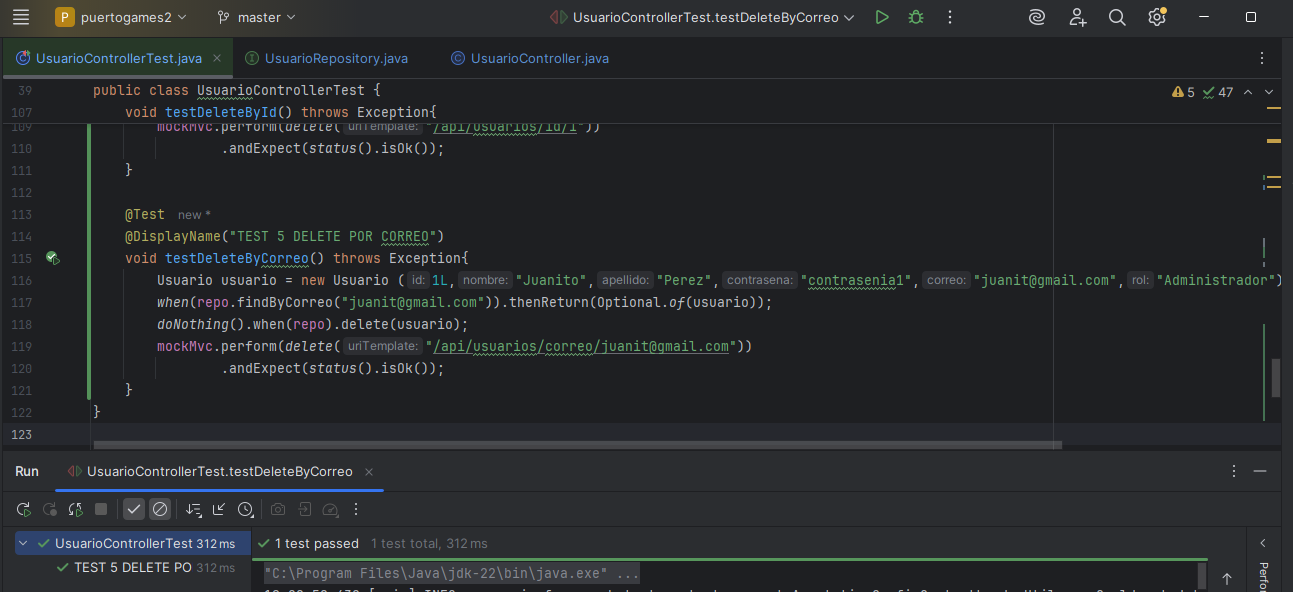 P puertogames2 master UsuarioControllerTest.testDeleteByCorreo
UsuarioControllerTest.java UsuarioRepository.java UsuarioController.java
39 public class UsuarioControllerTest { 5 47
107 void testDeleteById() throws Exception{
109 mockMvc.perform(delete( uriTemplate: "/api/usuarios/id/1"))
110 .andExpect(status().isOk());
111 }
112
113 @Test new *
114 @DisplayName("TEST 5 DELETE POR CORREO")
115 void testDeleteByCorreo() throws Exception{
116 Usuario usuario = new Usuario ( id: 1L, nombre: "Juanito", apellido: "Perez", contrasena: "contrasenia1", correo: "juanit@gmail.com", rol: "Administrador")
117 when(repo.findByCorreo("juanit@gmail.com")).thenReturn(Optional.of(usuario));
118 doNothing().when(repo).delete(usuario);
119 mockMvc.perform(delete( uriTemplate: "/api/usuarios/correo/juanit@gmail.com"))
120 .andExpect(status().isOk());
121 }
122 }
123
Run UsuarioControllerTest.testDeleteByCorreo
UsuarioControllerTest 312 ms 1 test passed 1 test total, 312 ms
TEST 5 DELETE PO 312 ms "C:\Program Files\Java\jdk-22\bin\java.exe" ...
Perfo